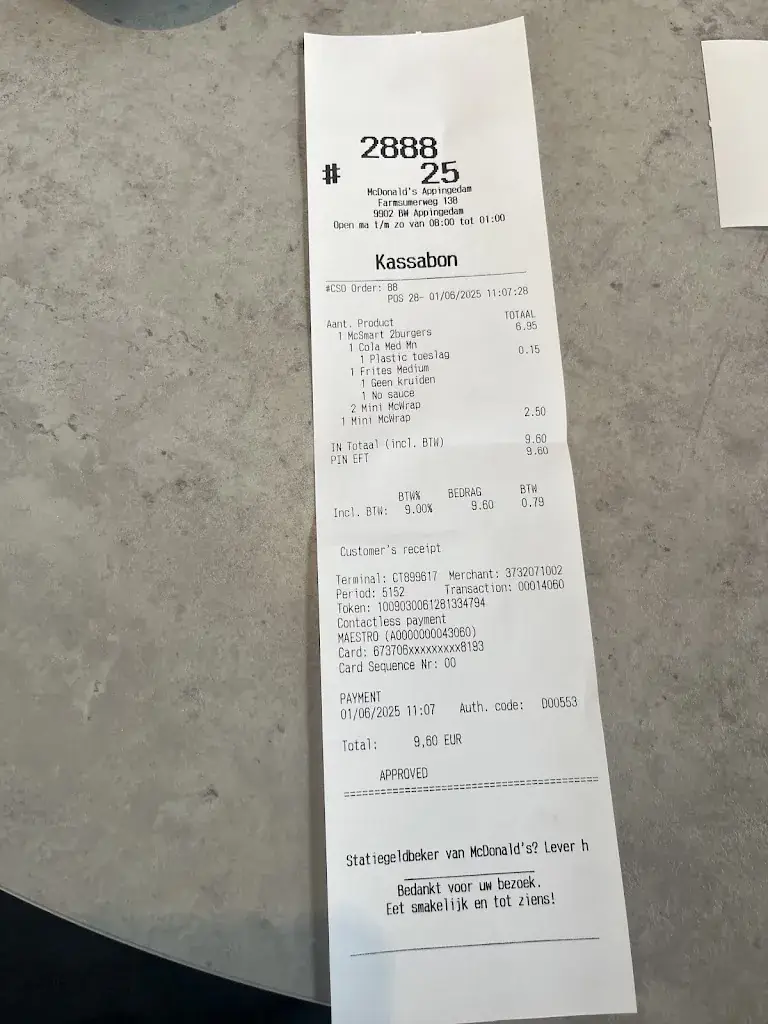 2888
# 25
McDonald's Appingedam
Farmsumerweg 138
9902 BW Appingedam
Open ma t/m zo van 08:00 tot 01:00
Kassabon
#CSO Order: 88
POS 28- 01/06/2025 11:07:28
Aant. Product TOTAAL
1 McSmart 2burgers 6.95
1 Cola Med Mn
1 Plastic toeslag 0.15
1 Frites Medium
1 Geen kruiden
1 No sauce
2 Mini McWrap
1 Mini McWrap 2.50
IN Totaal (incl. BTW) 9.60
PIN EFT 9.60
BTW% BEDRAG BTW
Incl. BTW: 9.00% 9.60 0.79
Customer's receipt
Terminal: CT899617 Merchant: 3732071002
Period: 5152 Transaction: 00014060
Token: 1009030061281334794
Contactless payment
MAESTRO (A0000000043060)
Card: 673706xxxxxxxxx8193
Card Sequence Nr: 00
PAYMENT
01/06/2025 11:07 Auth. code: D00553
Total: 9,60 EUR
APPROVED
===========================================
Statiegeldbeker van McDonald's? Lever h
Bedankt voor uw bezoek.
Eet smakelijk en tot ziens!